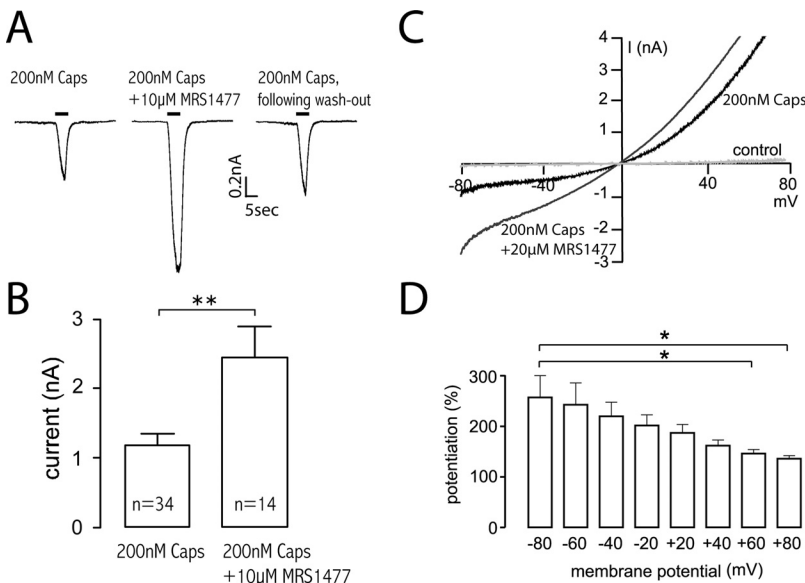 A
200nM Caps
200nM Caps
+10µM MRS1477
200nM Caps,
following wash-out
0.2nA
5sec
B
**
current (nA)
3
2
1
0
n=34
n=14
200nM Caps
200nM Caps
+10µM MRS1477
C
I (nA)
4
3
2
1
-1
-2
-3
-80
-40
40
80
mV
200nM Caps
control
200nM Caps
+20µM MRS1477
D
*
*
potentiation (%)
300
200
100
0
-80 -60 -40 -20 +20 +40 +60 +80
membrane potential (mV)